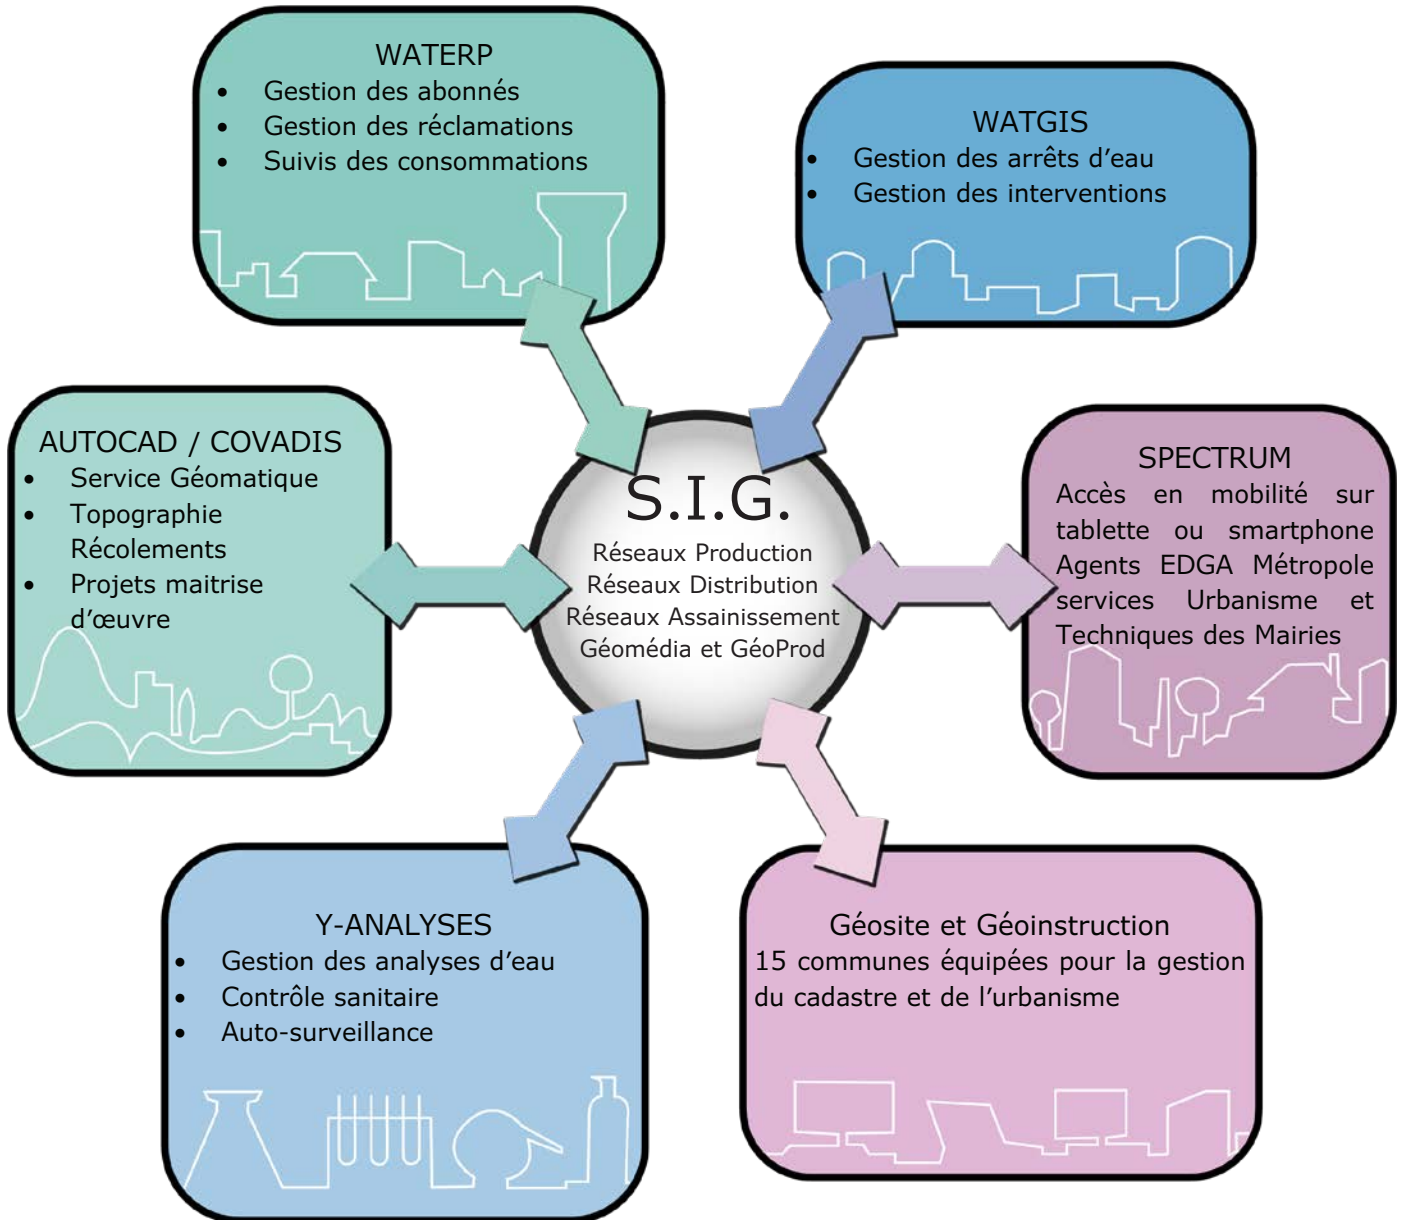 WATERP
• Gestion des abonnés
• Gestion des réclamations
• Suivis des consommations
WATGIS
• Gestion des arrêts d'eau
• Gestion des interventions
AUTOCAD / COVADIS
• Service Géomatique
• Topographie
Récolements
• Projets maitrise
d'œuvre
S.I.G.
Réseaux Production
Réseaux Distribution
Réseaux Assainissement
Géomédia et GéoProd
SPECTRUM
Accès en mobilité sur
tablette ou smartphone
Agents EDGA Métropole
services Urbanisme et
Techniques des Mairies
Y-ANALYSES
• Gestion des analyses d'eau
• Contrôle sanitaire
• Auto-surveillance
Géosite et Géoinstruction
15 communes équipées pour la gestion
du cadastre et de l'urbanisme